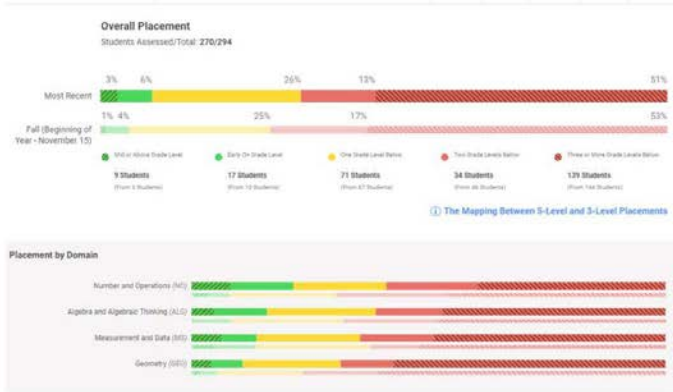 Overall Placement
Students Assessed/Total: 270/294
3% 6% 26% 13% 51%
Most Recent
1% 4% 25% 17% 53%
Fall (Beginning of
Year - November 15)
Mid or Above Grade Level
Early On Grade Level
One Grade Level Below
Two Grade Levels Below
Three or More Grade Levels Below
9 Students
17 Students
71 Students
34 Students
139 Students
(From 3 Students)
(From 10 Students)
(From 67 Students)
(From 46 Students)
(From 144 Students)
The Mapping Between 5-Level and 3-Level Placements
Placement by Domain
Number and Operations (NO)
Algebra and Algebraic Thinking (ALG)
Measurement and Data (MS)
Geometry (GEO)